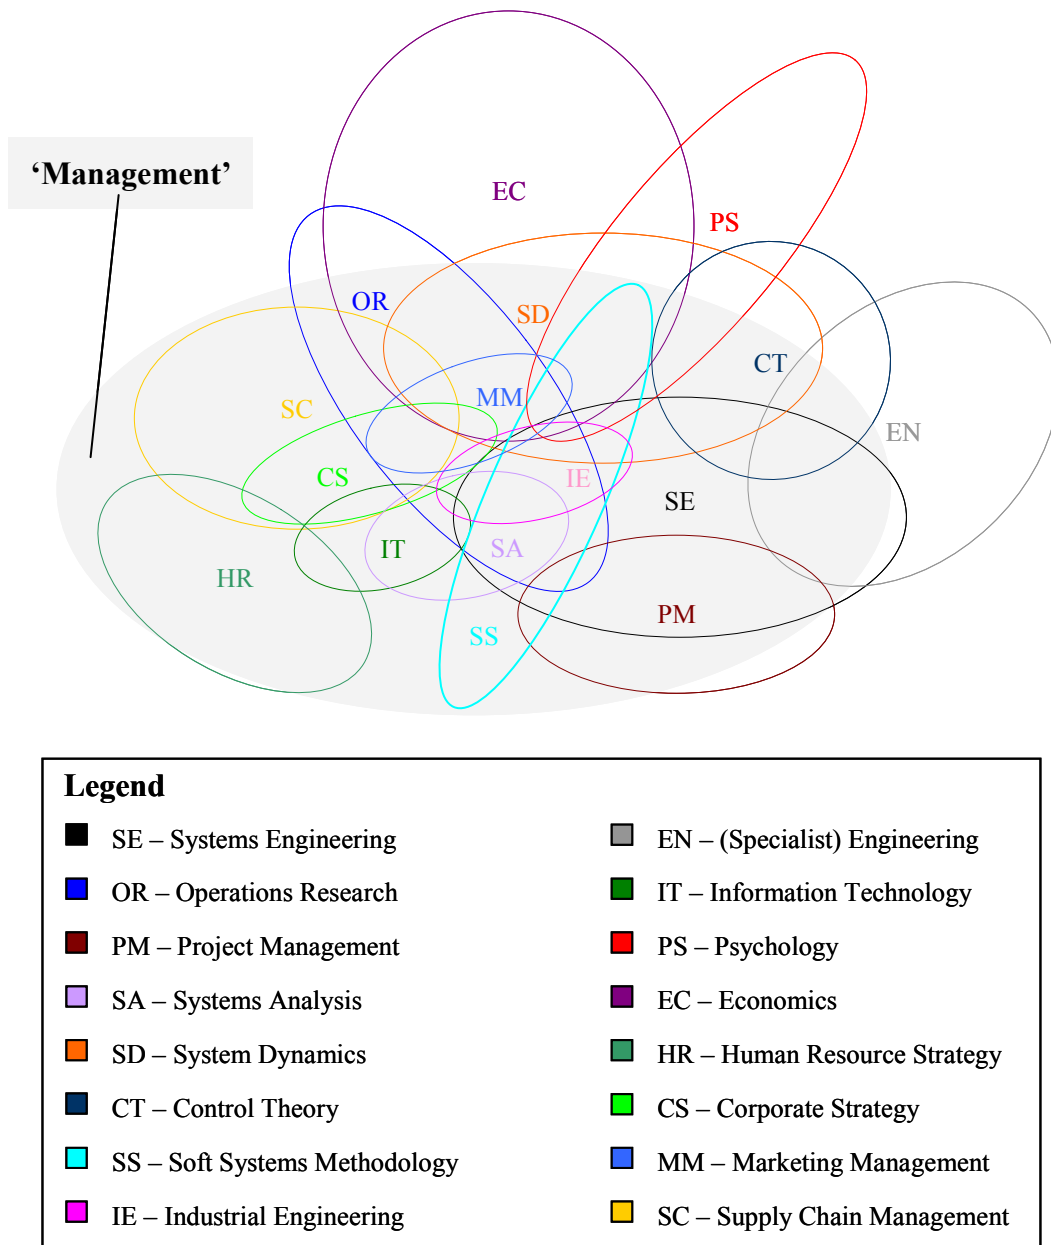 ‘Management’
EC
PS
OR
SD
CT
MM
SC
EN
CS
IE
SE
IT
SA
HR
PM
SS
Legend
SE – Systems Engineering
OR – Operations Research
PM – Project Management
SA – Systems Analysis
SD – System Dynamics
CT – Control Theory
SS – Soft Systems Methodology
IE – Industrial Engineering
EN – (Specialist) Engineering
IT – Information Technology
PS – Psychology
EC – Economics
HR – Human Resource Strategy
CS – Corporate Strategy
MM – Marketing Management
SC – Supply Chain Management